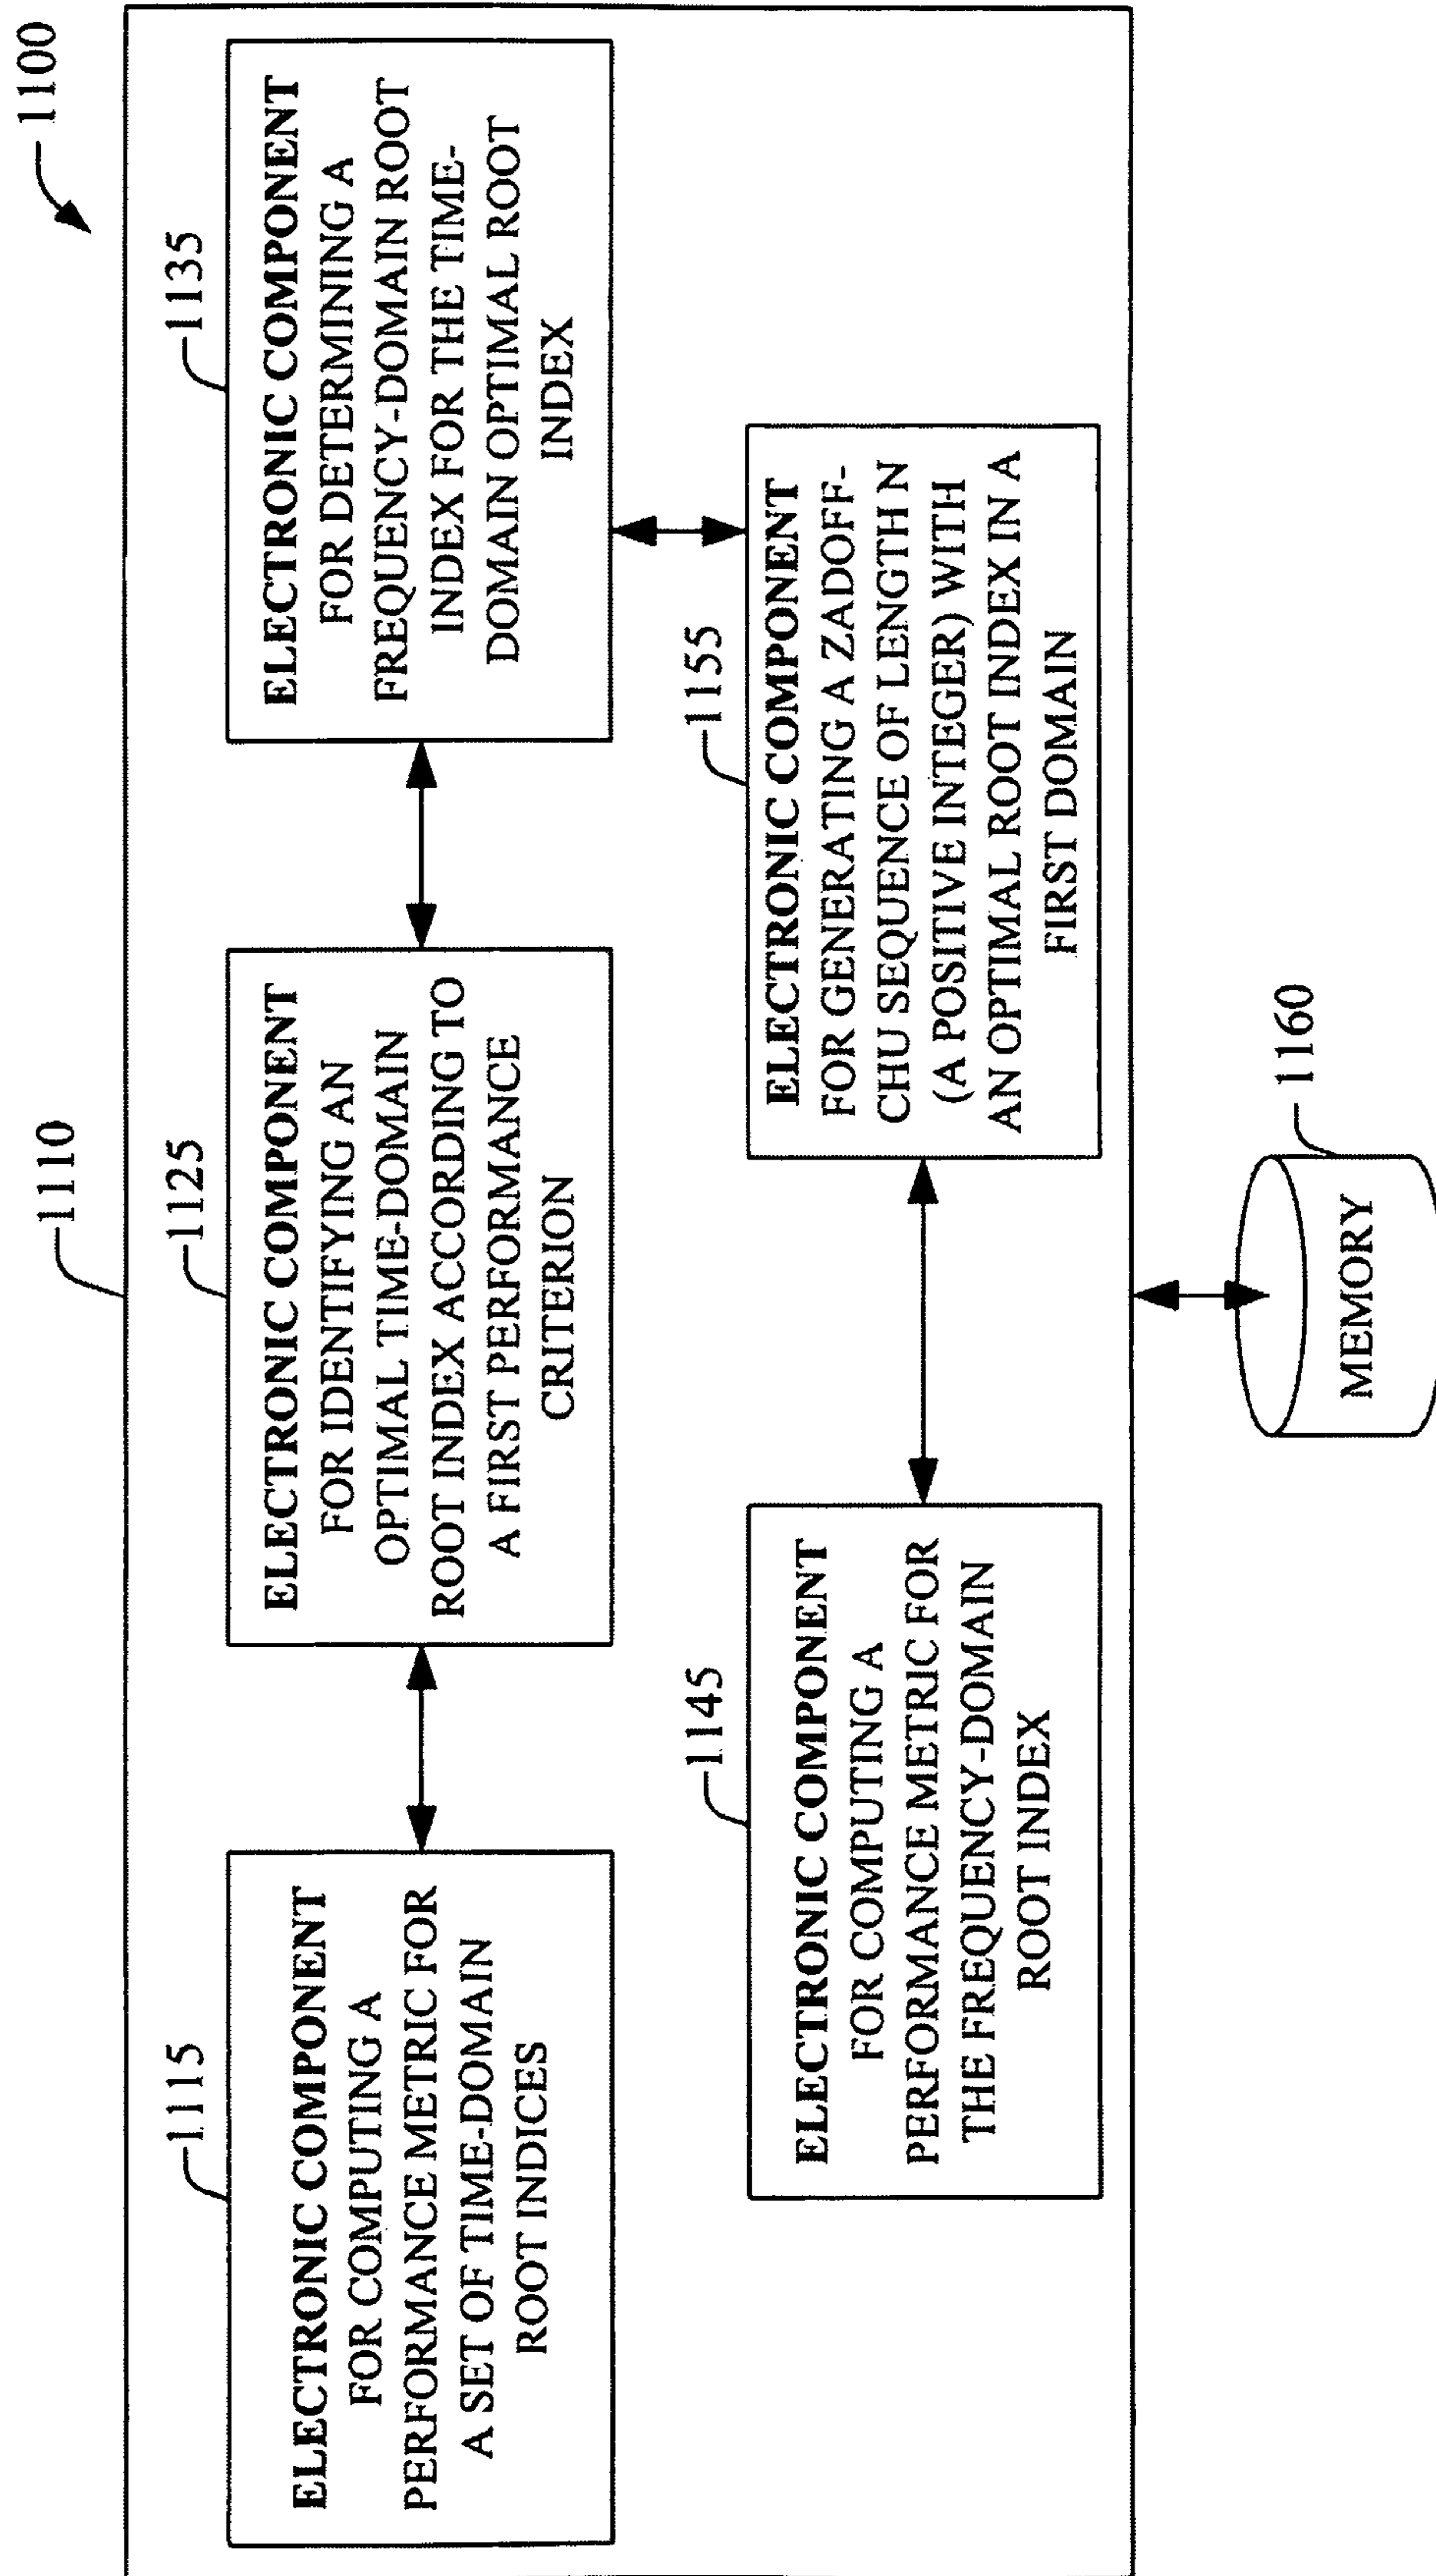 1100
1110
1115
ELECTRONIC COMPONENT
FOR COMPUTING A
PERFORMANCE METRIC FOR
A SET OF TIME-DOMAIN
ROOT INDICES
1125
ELECTRONIC COMPONENT
FOR IDENTIFYING AN
OPTIMAL TIME-DOMAIN
ROOT INDEX ACCORDING TO
A FIRST PERFORMANCE
CRITERION
1135
ELECTRONIC COMPONENT
FOR DETERMINING A
FREQUENCY-DOMAIN ROOT
INDEX FOR THE TIME-
DOMAIN OPTIMAL ROOT
INDEX
1145
ELECTRONIC COMPONENT
FOR COMPUTING A
PERFORMANCE METRIC FOR
THE FREQUENCY-DOMAIN
ROOT INDEX
1155
ELECTRONIC COMPONENT
FOR GENERATING A ZADOFF-
CHU SEQUENCE OF LENGTH N
(A POSITIVE INTEGER) WITH
AN OPTIMAL ROOT INDEX IN A
FIRST DOMAIN
1160
MEMORY